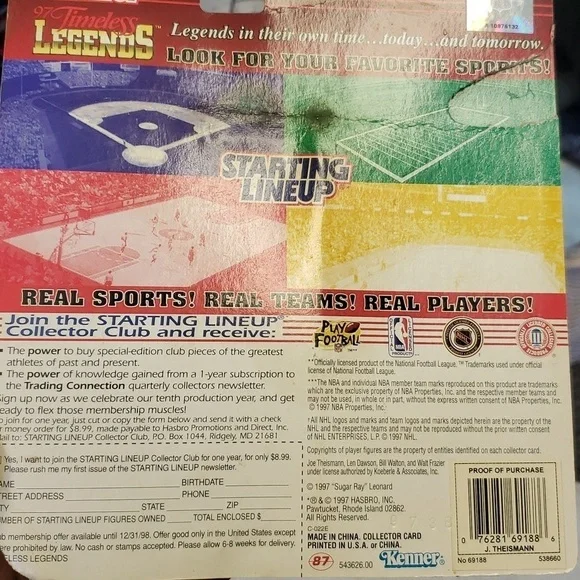 97 Timeless
LEGENDS™
Legends in their own time...today...and tomorrow.
LOOK FOR YOUR FAVORITE SPORTS!
STARTING
LINEUP
REAL SPORTS! REAL TEAMS! REAL PLAYERS!
Join the STARTING LINEUP®
Collector Club and receive:
The power to buy special-edition club pieces of the greatest
athletes of past and present.
The power of knowledge gained from a 1-year subscription to
the Trading Connection quarterly collectors newsletter.
Sign up now as we celebrate our tenth production year, and get
ready to flex those membership muscles!
To join for one year, just cut or copy the form below and send it with a check
or money order for $8.99, made payable to Hasbro Promotions and Direct, Inc.
Mail to: STARTING LINEUP Collector Club, P.O. Box 1044, Ridgely, MD 21681
Yes, I want to join the STARTING LINEUP Collector Club for one year, for only $8.99.
Please rush me my first issue of the STARTING LINEUP newsletter.
AME BIRTHDATE
TREET ADDRESS PHONE
TY STATE ZIP
MBER OF STARTING LINEUP FIGURES OWNED TOTAL ENCLOSED $
ub membership offer available until 12/31/98. Offer good only in the United States except
ere prohibited by law. No cash or stamps accepted. Please allow 6-8 weeks for delivery.
ELESS LEGENDS
PLAY
FOOTBALL
NBA
PRODUCTS
**Officially licensed product of the National Football League. ™ Trademarks used under official
license of National Football League.
***The NBA and individual NBA member team marks reproduced on this product are trademarks
which are the exclusive property of NBA Properties, Inc. and the respective member teams and
may not be used, in whole or in part, without the express written consent of NBA Properties, Inc.
© 1997 NBA Properties, Inc.
†All NHL logos and marks and team logos and marks depicted herein are the property of
the NHL and the respective teams and may not be reproduced without the prior written consent
of NHL ENTERPRISES, L.P. © 1997 NHL.
Copyrights of player figures are the property of entities indicated on each collector card.
Joe Theismann, Len Dawson, Bill Walton, and Walt Frazier
under license authorized by Koeberle & Associates, Inc.
© 1997 "Sugar Ray" Leonard
*® & © 1997 HASBRO, INC.
Pawtucket, Rhode Island 02862.
All Rights Reserved.
C-022E
MADE IN CHINA. COLLECTOR CARD
PRINTED IN U.S.A. or CHINA.
87 543626.00 Kenner®
PROOF OF PURCHASE
0 76281 69188 6
J. THEISMANN
No 69188 538660